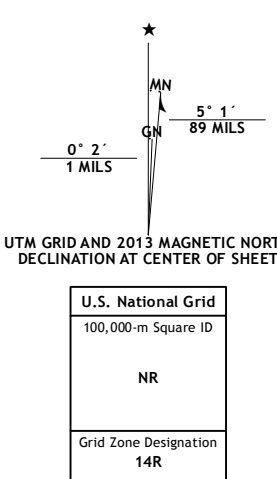 ★
MN
5° 1´
89 MILS
GN
0° 2´
1 MILS
UTM GRID AND 2013 MAGNETIC NORT
DECLINATION AT CENTER OF SHEET
U.S. National Grid
100,000-m Square ID
NR
Grid Zone Designation
14R